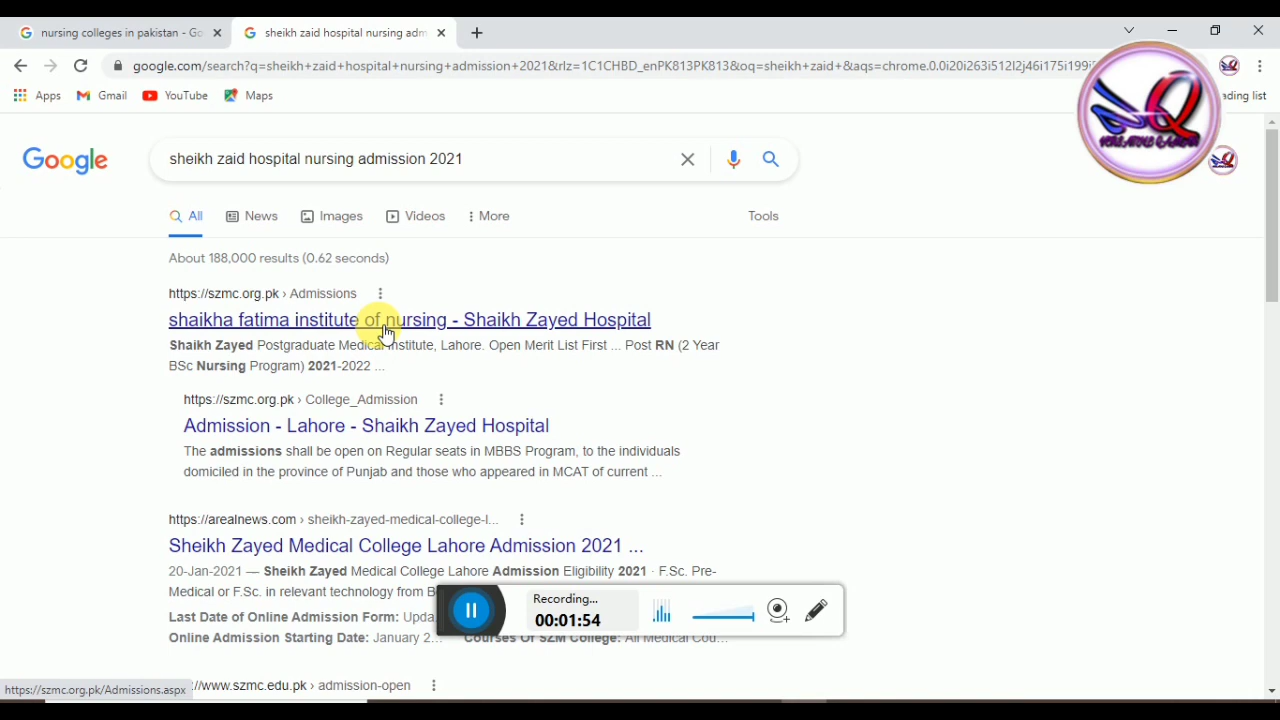 nursing colleges in pakistan - Go
sheikh zaid hospital nursing adm
google.com/search?q=sheikh+zaid+hospital+nursing+admission+2021&rlz=1C1CHBD_enPK813PK813&oq=sheikh+zaid+&aqs=chrome.0.0i20i263i512l2j46i175i199i
Apps
Gmail
YouTube
Maps
ading list
Google
sheikh zaid hospital nursing admission 2021
All
News
Images
Videos
More
Tools
About 188,000 results (0.62 seconds)
https://szmc.org.pk › Admissions
shaikha fatima institute of nursing - Shaikh Zayed Hospital
Shaikh Zayed Postgraduate Medical Institute, Lahore. Open Merit List First ... Post RN (2 Year
BSc Nursing Program) 2021-2022 ...
https://szmc.org.pk › College_Admission
Admission - Lahore - Shaikh Zayed Hospital
The admissions shall be open on Regular seats in MBBS Program, to the individuals
domiciled in the province of Punjab and those who appeared in MCAT of current ...
https://arealnews.com › sheikh-zayed-medical-college-l...
Sheikh Zayed Medical College Lahore Admission 2021 ...
20-Jan-2021 — Sheikh Zayed Medical College Lahore Admission Eligibility 2021 · F.Sc. Pre-
Medical or F.Sc. in relevant technology from B
Recording...
00:01:54
Last Date of Online Admission Form: Upda
Online Admission Starting Date: January 2... Courses Of SZM College: All Medical Cou...
://www.szmc.edu.pk › admission-open
https://szmc.org.pk/Admissions.aspx